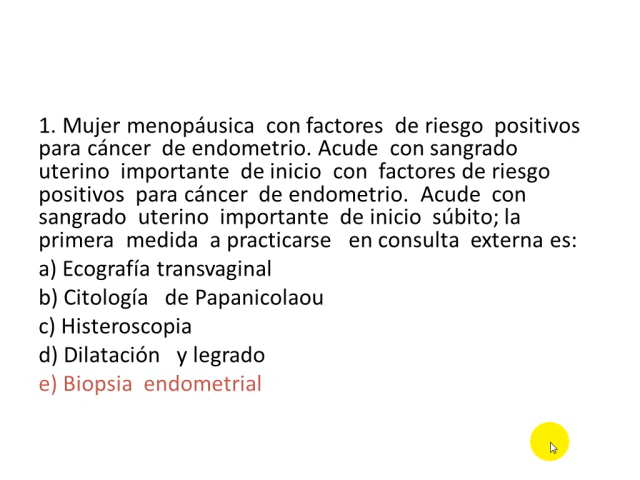 1. Mujer menopáusica con factores de riesgo positivos
para cáncer de endometrio. Acude con sangrado
uterino importante de inicio con factores de riesgo
positivos para cáncer de endometrio. Acude con
sangrado uterino importante de inicio súbito; la
primera medida a practicarse en consulta externa es:
a) Ecografía transvaginal
b) Citología de Papanicolaou
c) Histeroscopia
d) Dilatación y legrado
e) Biopsia endometrial